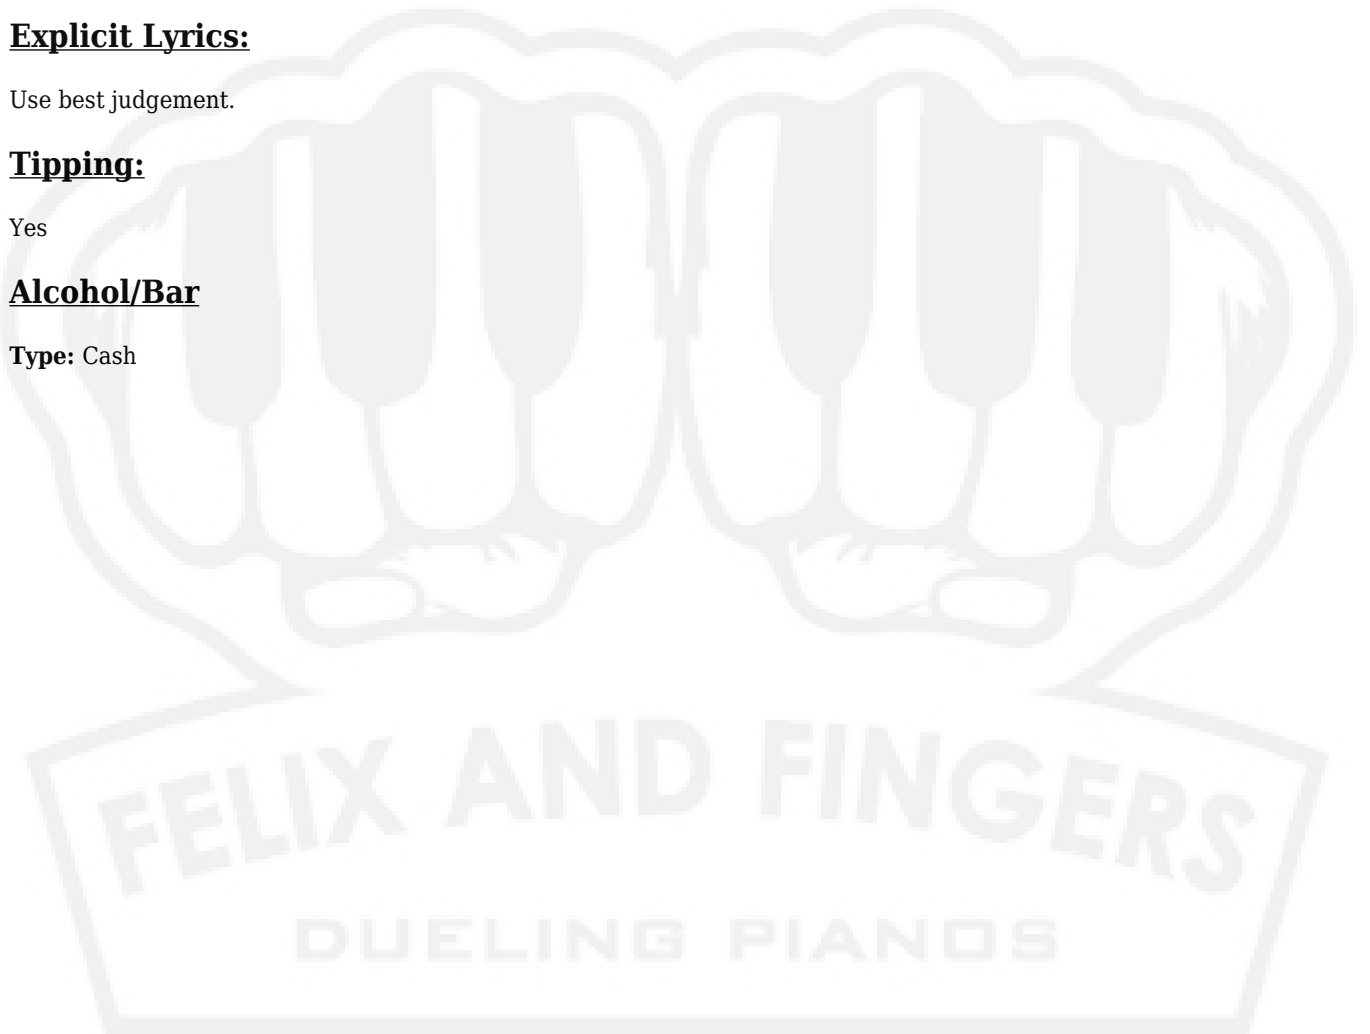 Explicit Lyrics:
Use best judgement.
Tipping:
Yes
Alcohol/Bar
Type: Cash
FELIX AND FINGERS
DUELING PIANOS